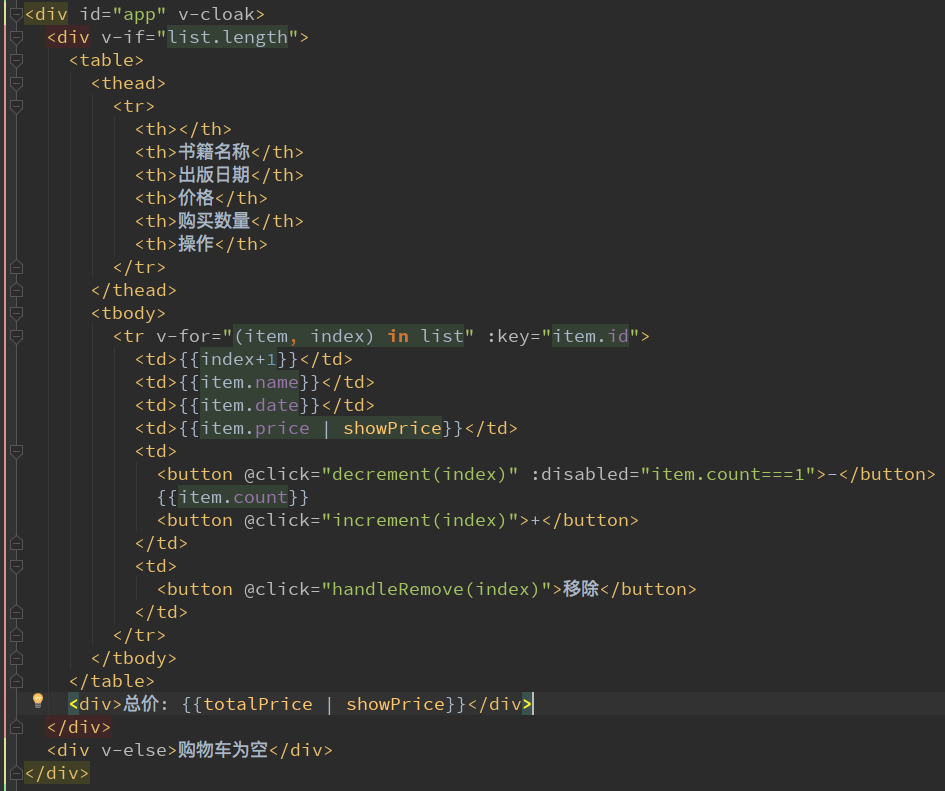 <div id="app" v-cloak>
  <div v-if="list.length">
    <table>
      <thead>
        <tr>
          <th></th>
          <th>书籍名称</th>
          <th>出版日期</th>
          <th>价格</th>
          <th>购买数量</th>
          <th>操作</th>
        </tr>
      </thead>
      <tbody>
        <tr v-for="(item, index) in list" :key="item.id">
          <td>{{index+1}}</td>
          <td>{{item.name}}</td>
          <td>{{item.date}}</td>
          <td>{{item.price | showPrice}}</td>
          <td>
            <button @click="decrement(index)" :disabled="item.count===1">-</button>
            {{item.count}}
            <button @click="increment(index)">+</button>
          </td>
          <td>
            <button @click="handleRemove(index)">移除</button>
          </td>
        </tr>
      </tbody>
    </table>
    <div>总价: {{totalPrice | showPrice}}</div>
  </div>
  <div v-else>购物车为空</div>
</div>